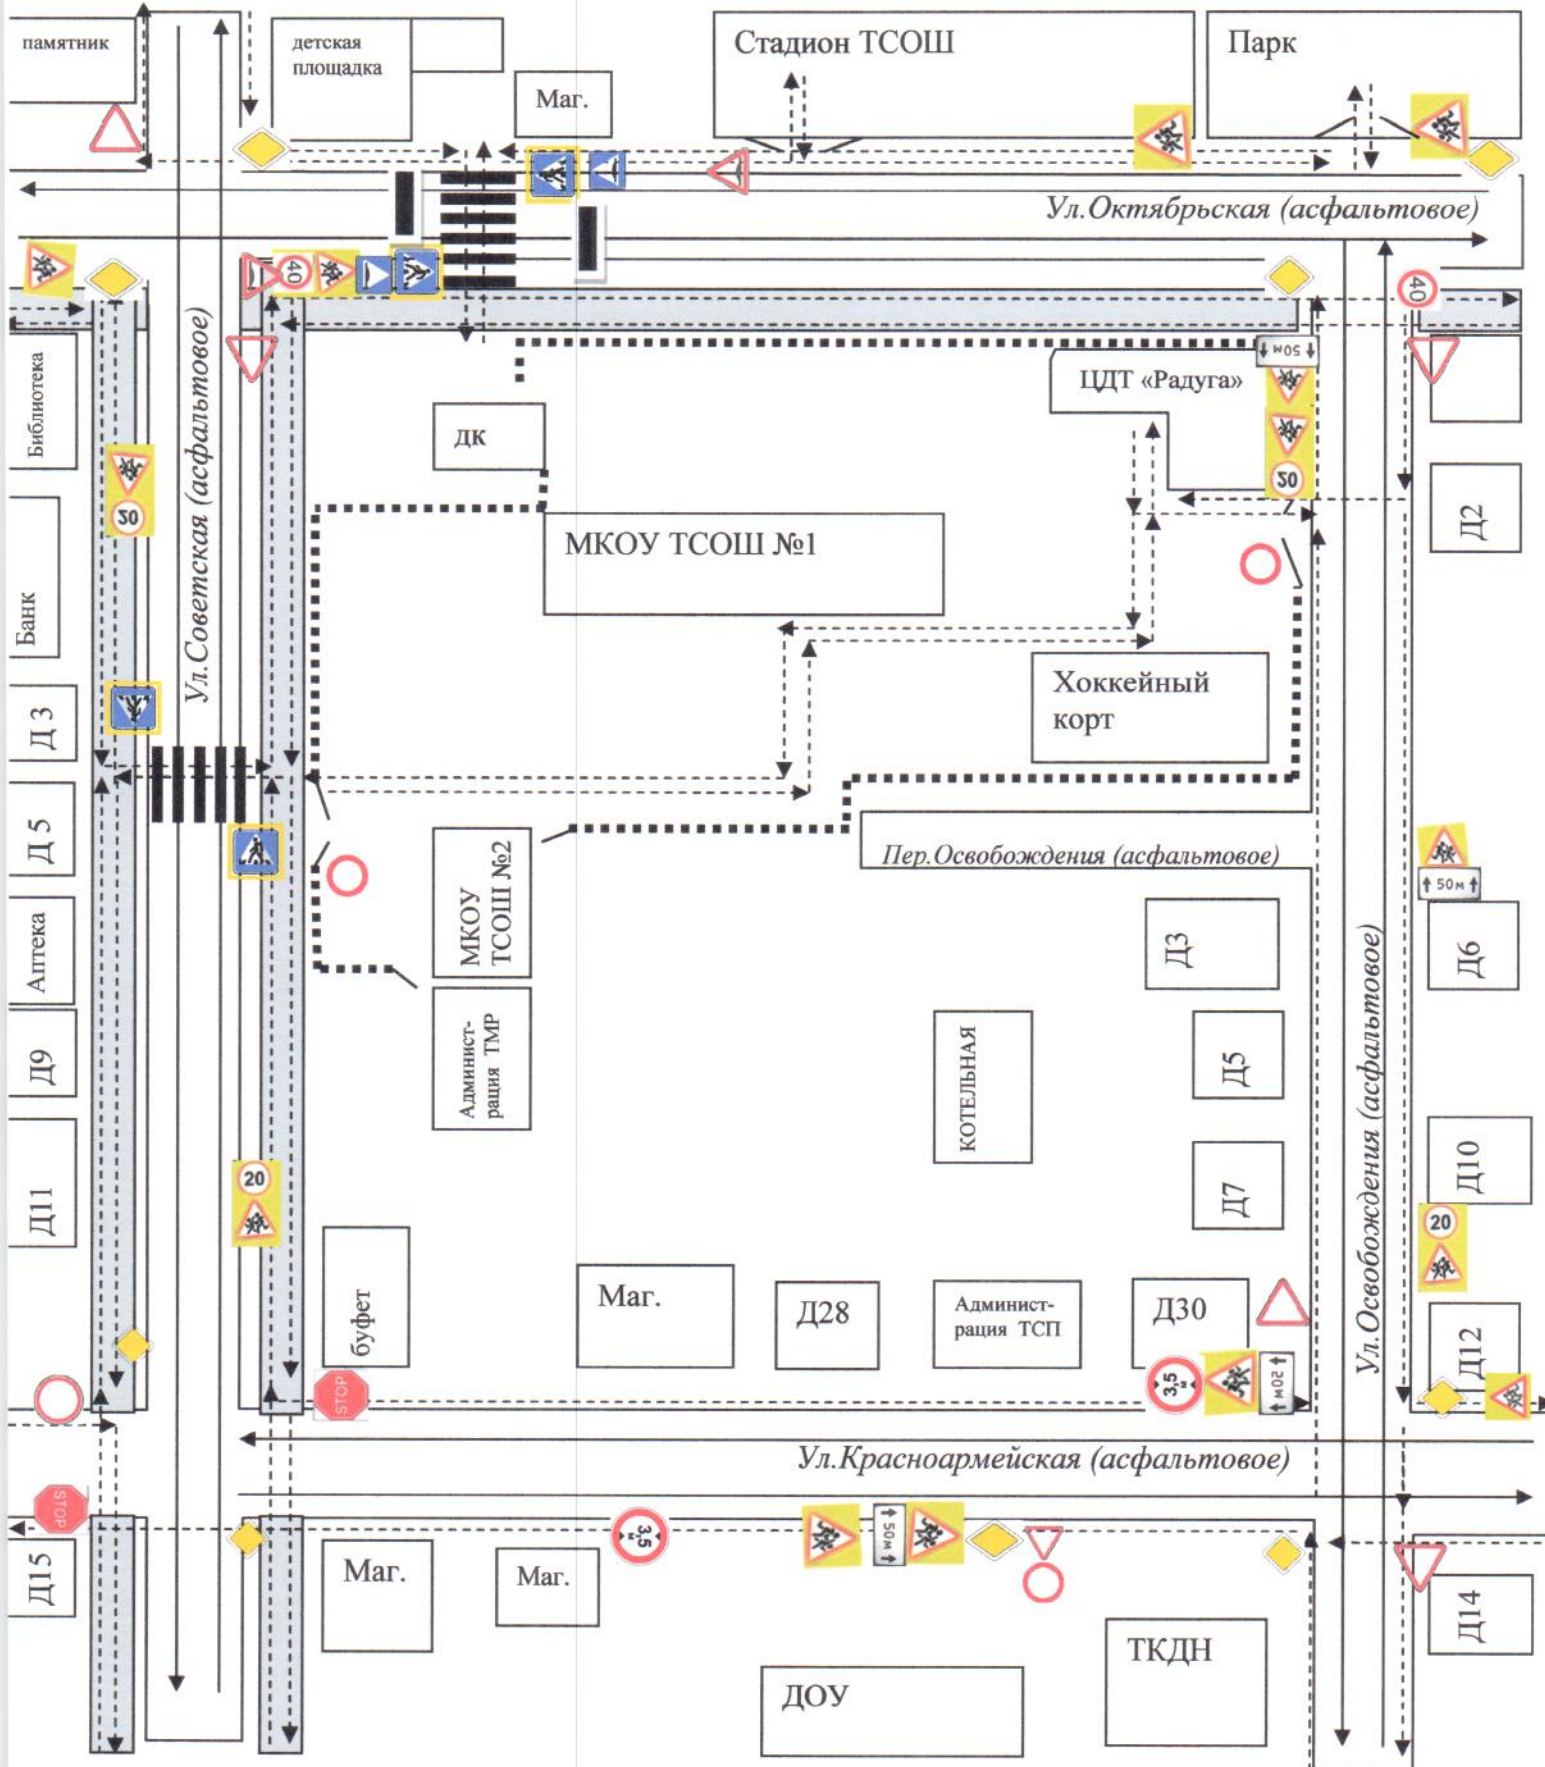 памятник
детская
площадка
Маг.
Стадион ТСОШ
Парк
Ул.Октябрьская (асфальтовое)
40
40
50м
Библиотека
ЦДТ «Радуга»
дк
20
20
Ул.Советская (асфальтовое)
МКОУ ТСОШ №1
Д2
Банк
Хоккейный
корт
Д 3
Д 5
Пер.Освобождения (асфальтовое)
50м
МКОУ
ТСОШ №2
Аптека
Д3
Д6
Ул.Освобождения (асфальтовое)
Админист-
рация ТМР
КОТЕЛЬНАЯ
Д9
Д5
Д11
20
Д7
Д10
20
буфет
Маг.
Д28
Админист-
рация ТСП
Д30
Д12
STOP
3,5
м
20м
Ул.Красноармейская (асфальтовое)
STOP
3,5
м
50м
Д15
Маг.
Маг.
Д14
ТКДН
ДОУ